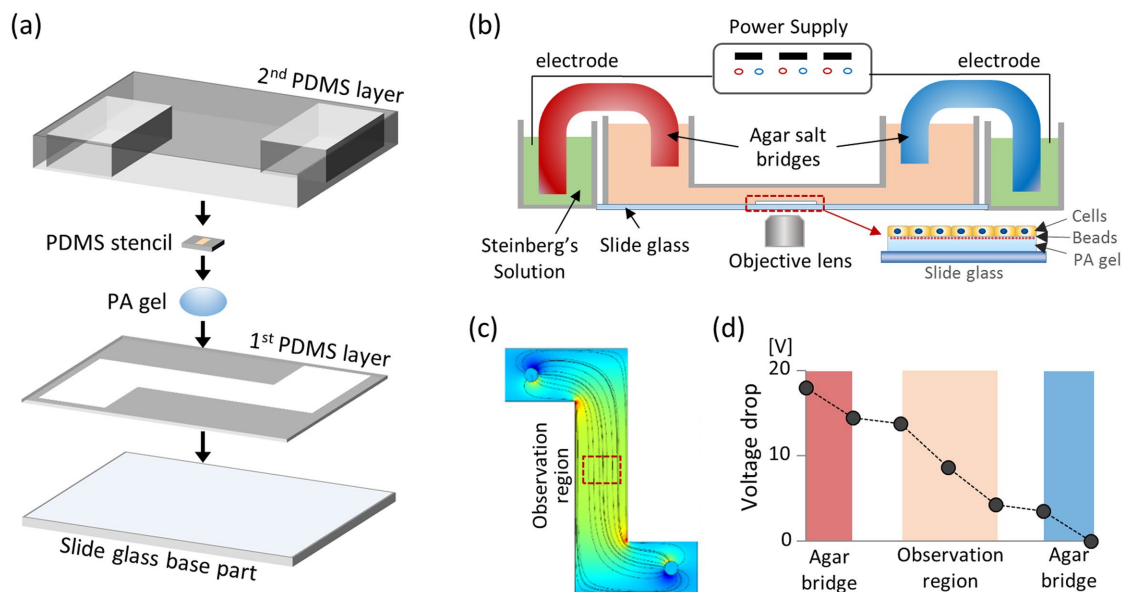 (a)
2nd PDMS layer
PDMS stencil
PA gel
1st PDMS layer
Slide glass base part
(b)
Power Supply
electrode
electrode
Agar salt
bridges
Steinberg's
Solution
Slide glass
Objective lens
Cells
Beads
PA gel
Slide glass
(c)
Observation
region
(d)
[V]
20
10
0
Voltage drop
Agar
bridge
Observation
region
Agar
bridge